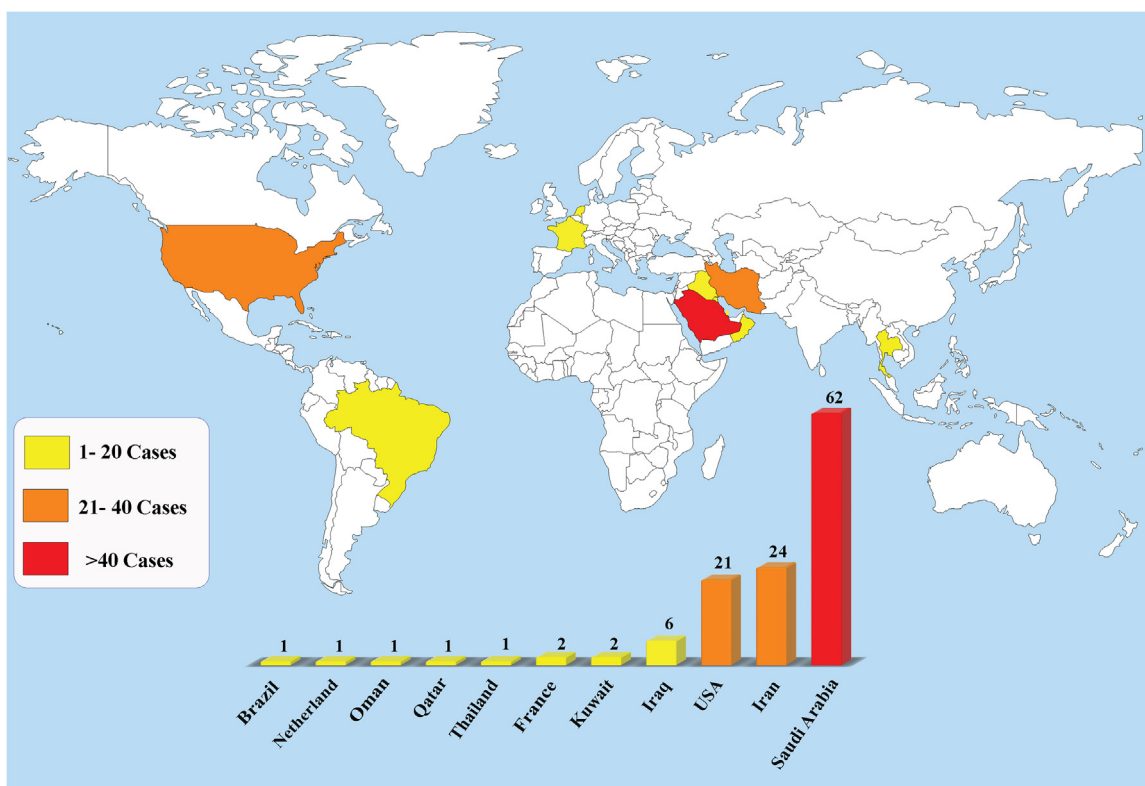 1- 20 Cases
21- 40 Cases
>40 Cases
1
1
1
1
1
2
2
6
21
24
62
Brazil
Netherland
Oman
Qatar
Thailand
France
Kuwait
Iraq
USA
Iran
Saudi Arabia